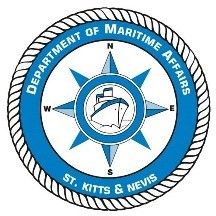 DEPARTMENT OF MARITIME AFFAIRS
N
W E
S
ST. KITTS & NEVIS